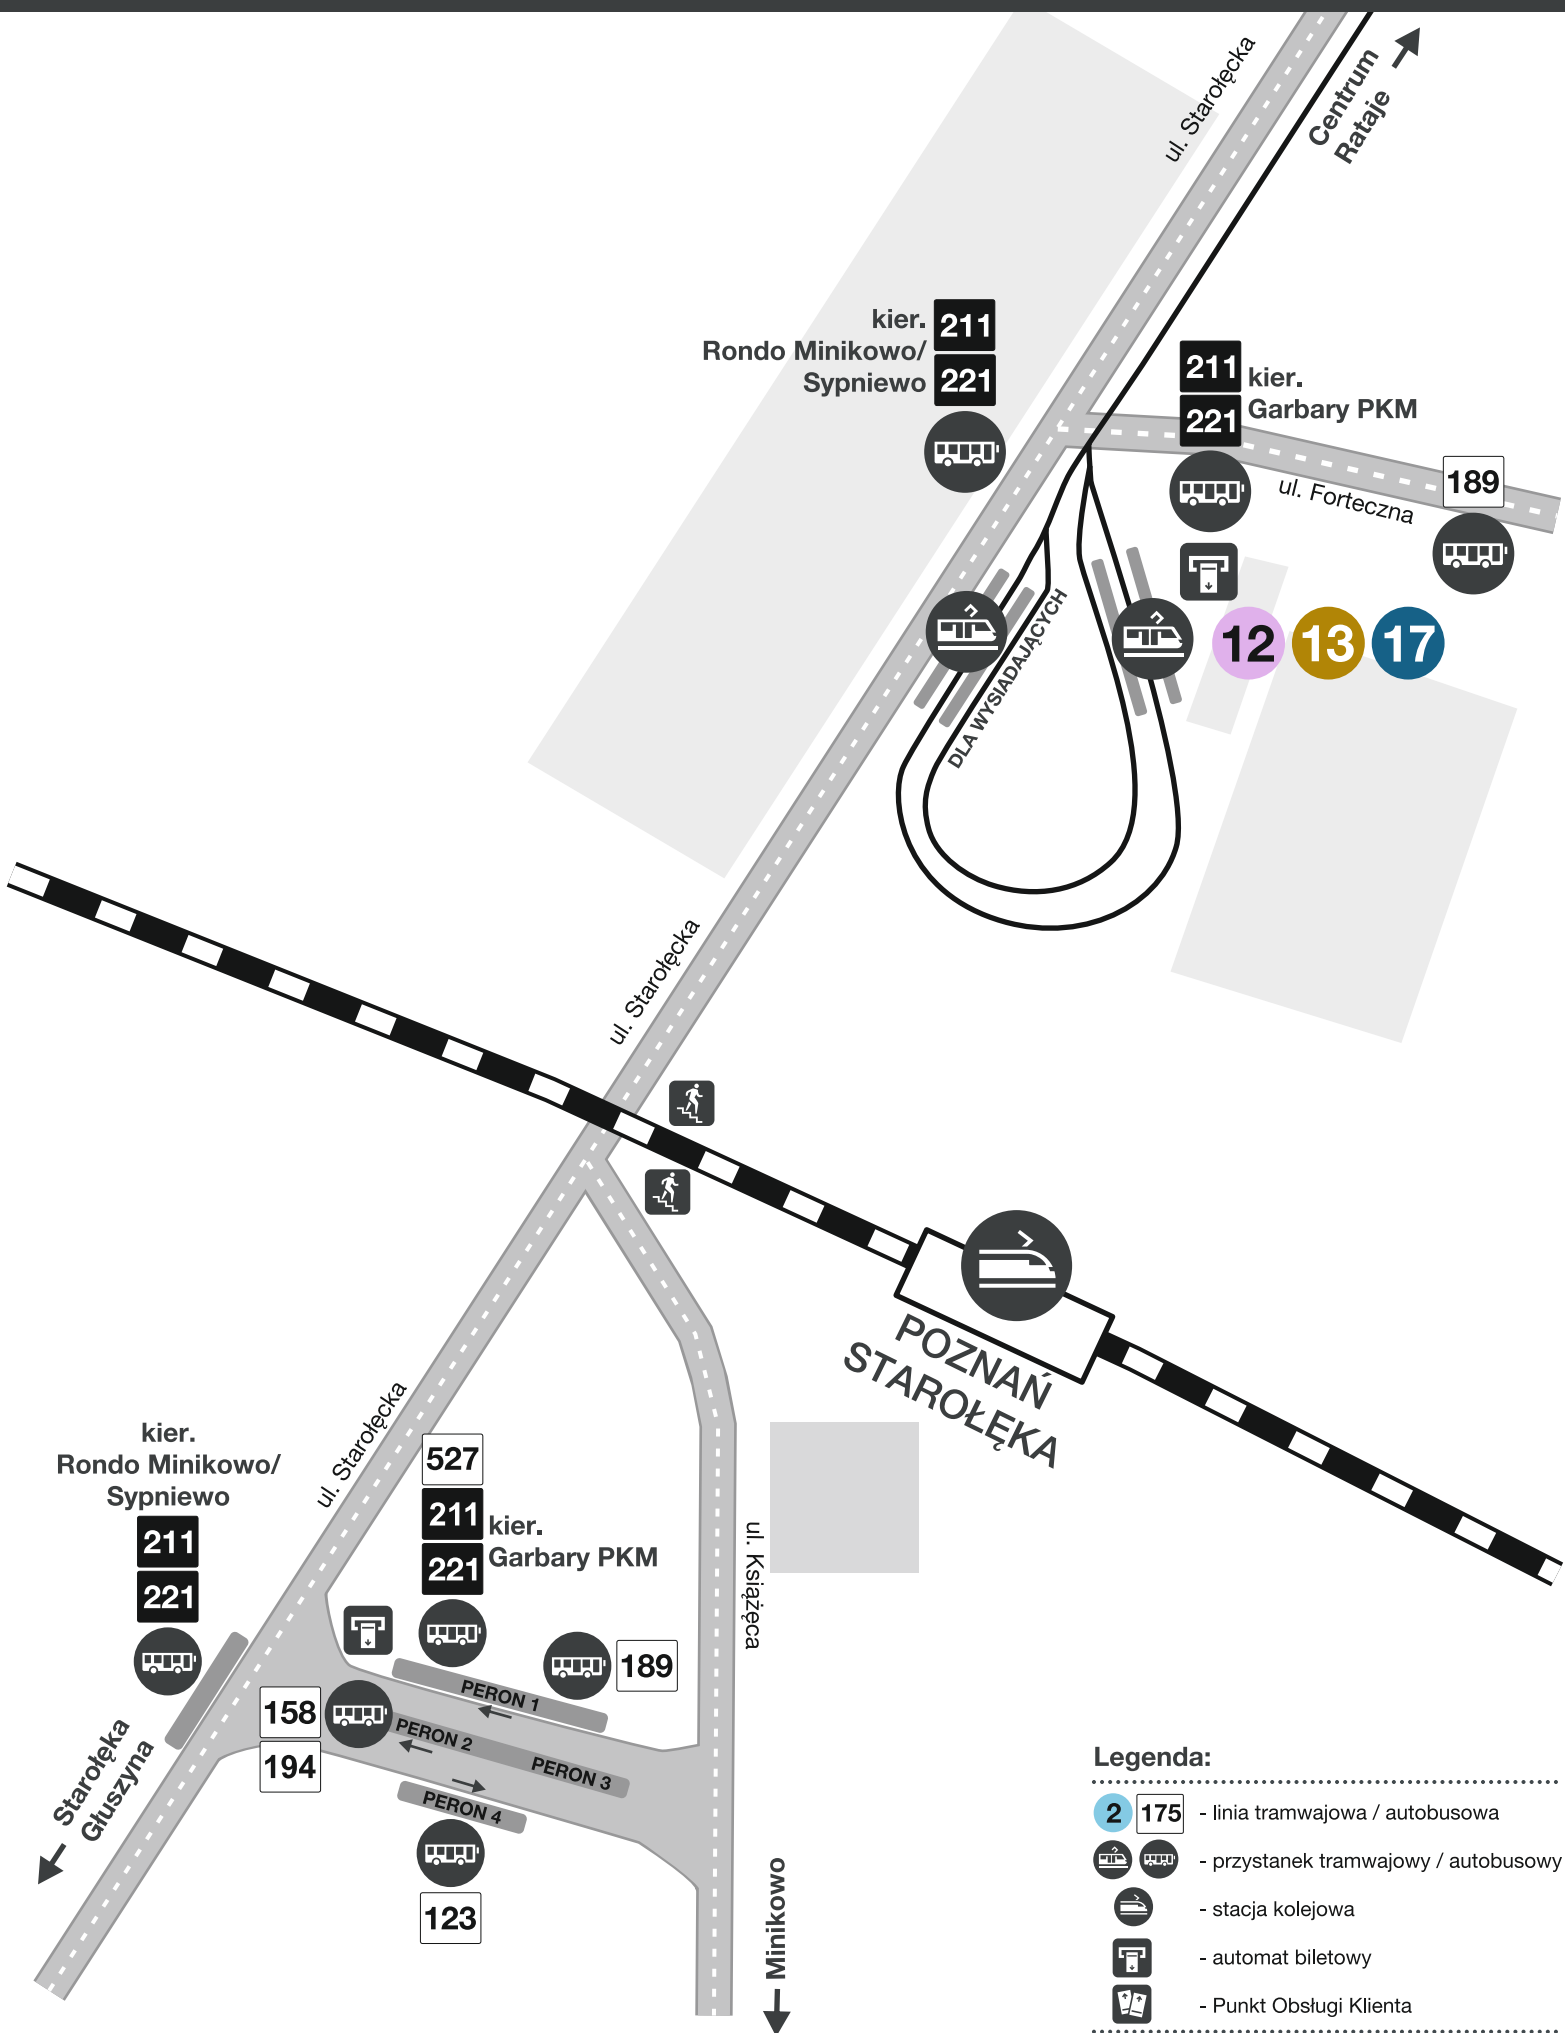 ul. Starołęcka
Centrum
Rataje
kier.
Rondo Minikowo/
Sypniewo
211
221
211
221
kier.
Garbary PKM
189
ul. Forteczna
12
13
17
DLA WYSIADAJĄCYCH
ul. Starołęcka
POZNAŃ
STAROŁĘKA
ul. Starołęcka
kier.
Rondo Minikowo/
Sypniewo
211
221
527
211
221
kier.
Garbary PKM
ul. Książęca
189
PERON 1
158
194
PERON 2
PERON 3
PERON 4
123
Starołęka
Głuszyna
Minikowo
Legenda:
2 175 - linia tramwajowa / autobusowa
- przystanek tramwajowy / autobusowy
- stacja kolejowa
- automat biletowy
- Punkt Obsługi Klienta